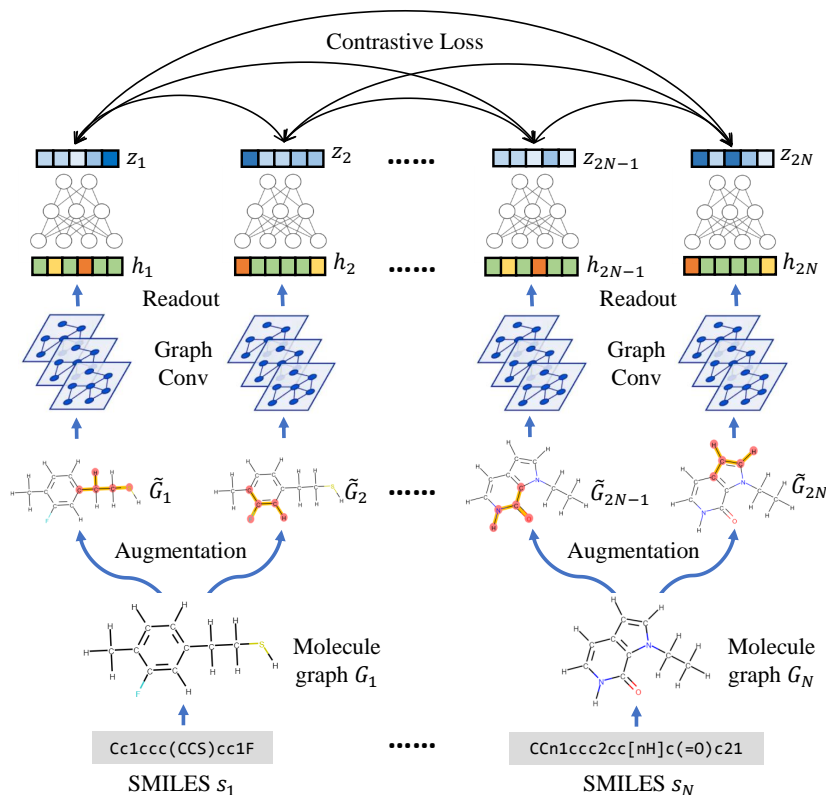 Contrastive Loss
z₁ z₂ ...... z₂N₋₁ z₂N
h₁ h₂ ...... h₂N₋₁ h₂N
Readout Readout
Graph Graph
Conv Conv
G̃₁ G̃₂ ...... G̃₂N₋₁ G̃₂N
Augmentation Augmentation
Molecule Molecule
graph G₁ graph G_N
Cc1ccc(CCS)cc1F ...... CCn1ccc2cc[nH]c(=O)c21
SMILES s₁ SMILES s_N